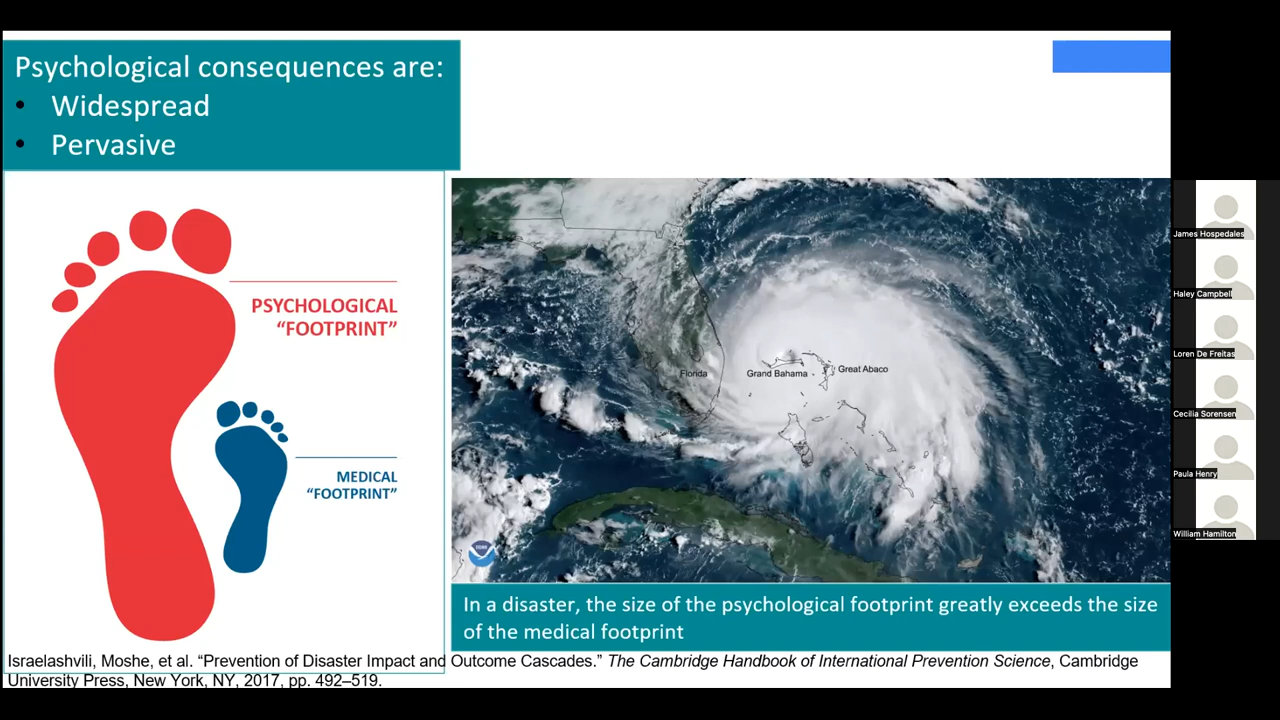 Psychological consequences are:
• Widespread
• Pervasive
PSYCHOLOGICAL
“FOOTPRINT”
MEDICAL
“FOOTPRINT”
Florida
Grand Bahama
Great Abaco
NOAA
In a disaster, the size of the psychological footprint greatly exceeds the size
of the medical footprint
Israelashvili, Moshe, et al. “Prevention of Disaster Impact and Outcome Cascades.” The Cambridge Handbook of International Prevention Science, Cambridge
University Press, New York, NY, 2017, pp. 492–519.
James Hospedales
Haley Campbell
Loren De Freitas
Cecilia Sorensen
Paula Henry
William Hamilton